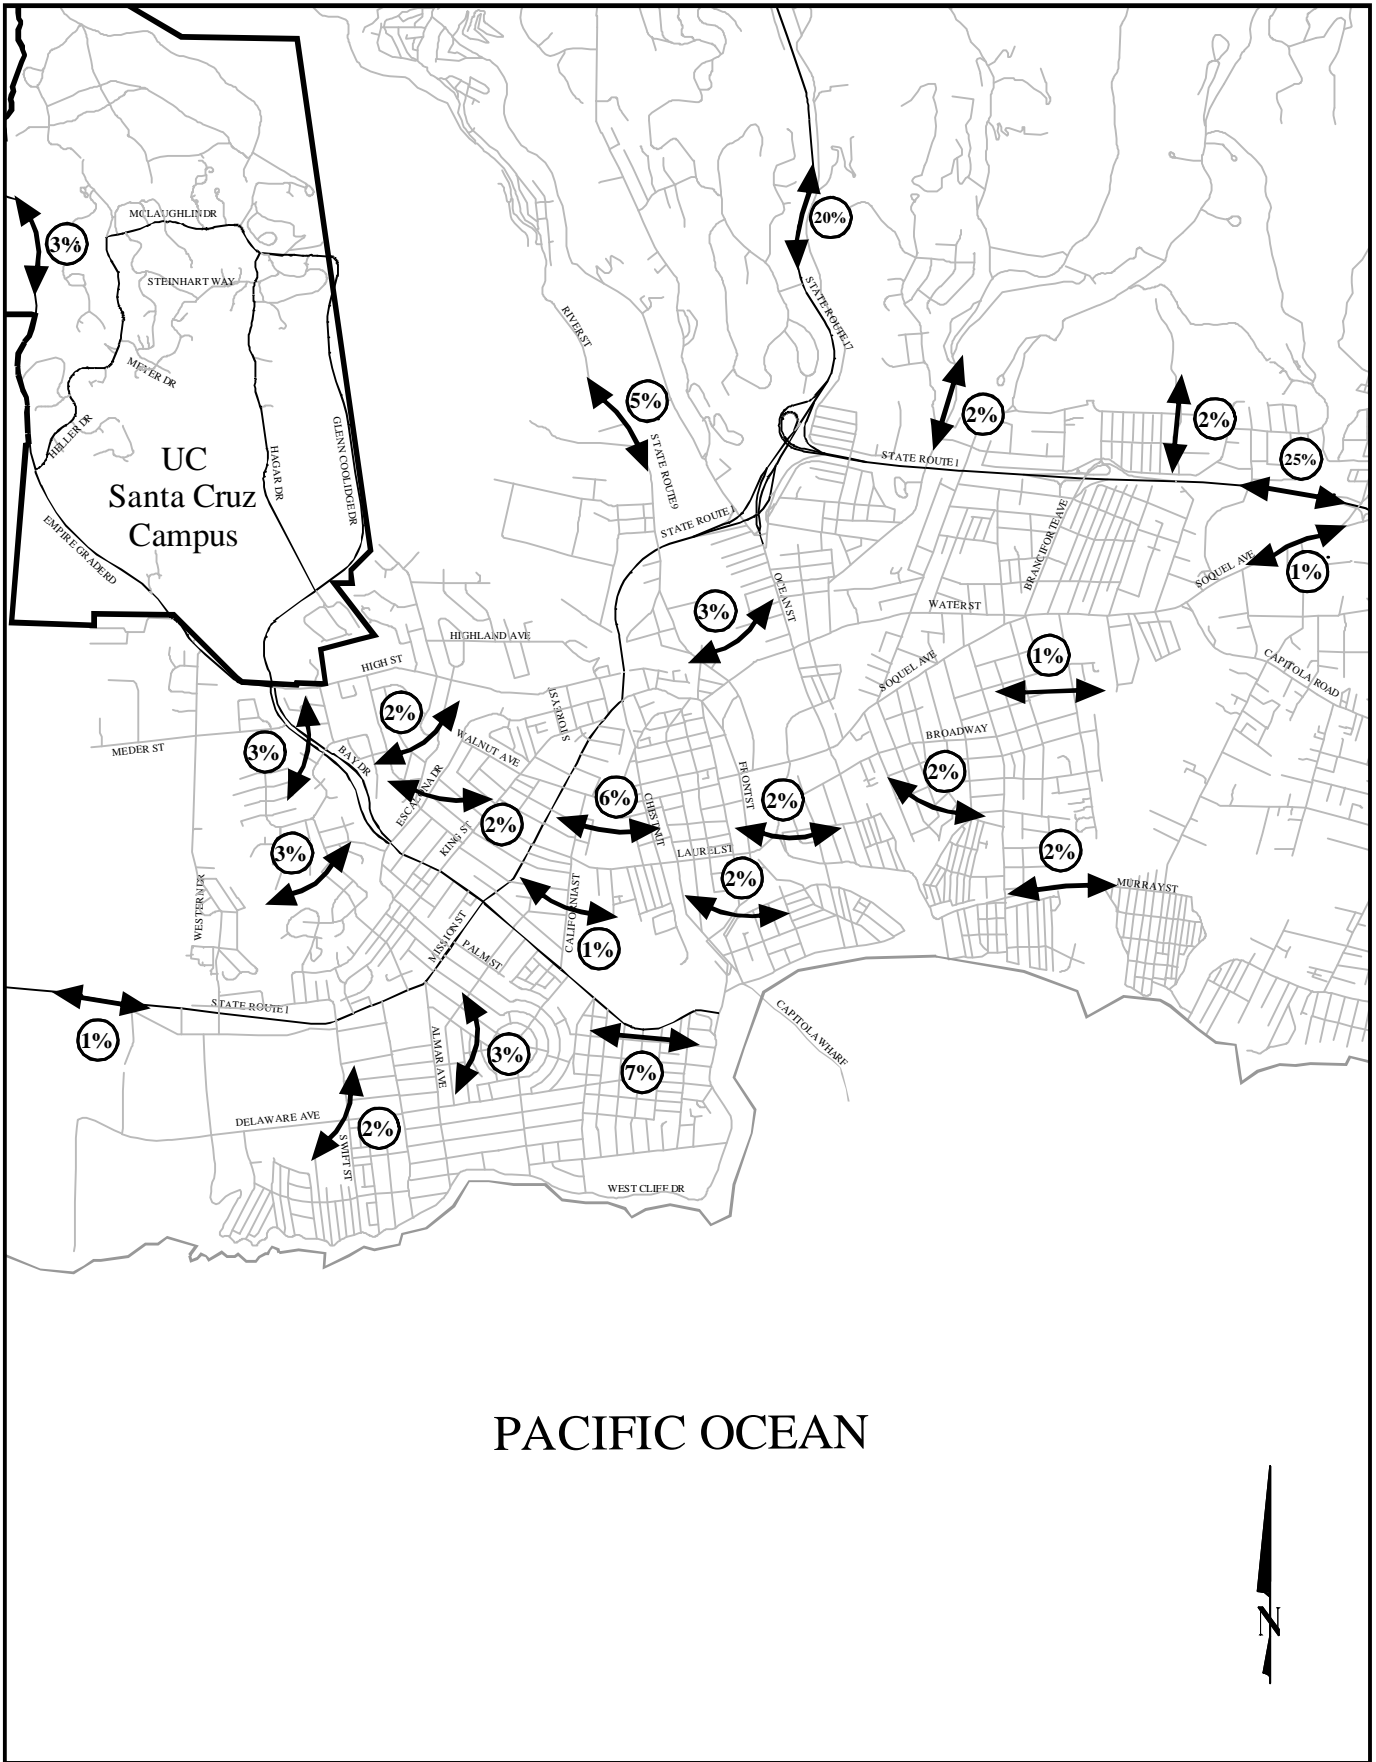 MCLAUGHLIN DR
20%
3%
STEINHART WAY
STATE ROUTE 17
RIVER ST
MEYER DR
5%
2%
2%
HELLER DR
GLENN COOLIDGE DR
HAGAR DR
STATE ROUTE 9
STATE ROUTE 1
25%
UC
Santa Cruz
Campus
STATE ROUTE 1
BRANCIFORTE AVE
EMPIRE GRADE RD
SOQUEL AVE
1%
OCEAN ST
3%
WATER ST
HIGHLAND AVE
HIGH ST
1%
SOQUEL AVE
CAPITOLA ROAD
2%
STOREY ST
MEDER ST
3%
BAY DR
WALNUT AVE
BROADWAY
ESCALONA DR
FRONT ST
2%
6%
2%
2%
CHESTNUT
KING ST
3%
LAUREL ST
2%
2%
MURRAY ST
WESTERN DR
CALIFORNIA ST
MISSION ST
1%
PALM ST
STATE ROUTE 1
1%
CAPITOLA WHARF
ALMAR AVE
3%
7%
DELAWARE AVE
2%
SWIFT ST
WEST CLIFF DR
PACIFIC OCEAN
N